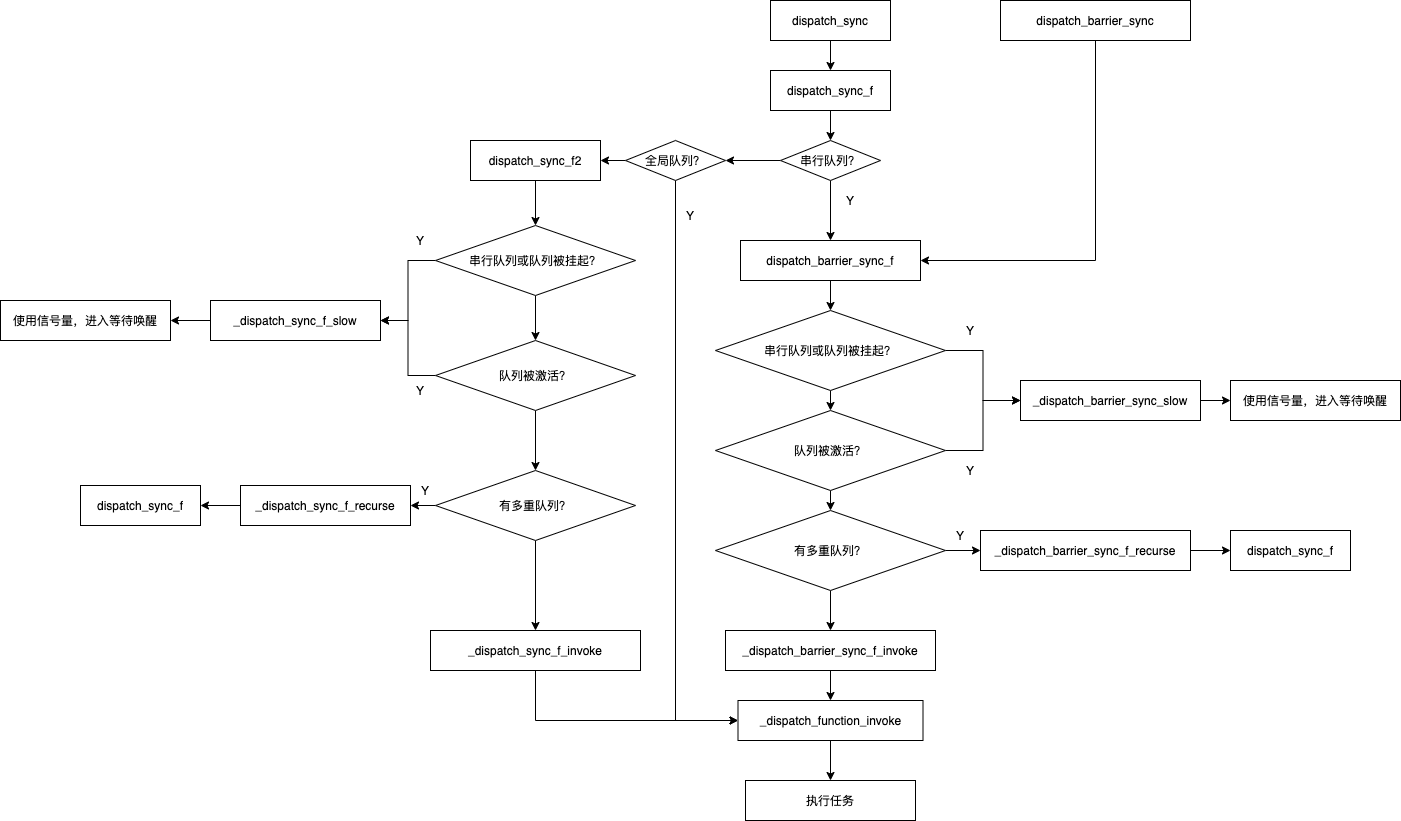 dispatch_sync
dispatch_barrier_sync
dispatch_sync_f
dispatch_sync_f2
全局队列?
串行队列?
Y
Y
Y
串行队列或队列被挂起?
dispatch_barrier_sync_f
使用信号量，进入等待唤醒
_dispatch_sync_f_slow
Y
串行队列或队列被挂起?
队列被激活?
Y
_dispatch_barrier_sync_slow
使用信号量，进入等待唤醒
队列被激活?
Y
Y
dispatch_sync_f
_dispatch_sync_f_recurse
有多重队列?
Y
有多重队列?
_dispatch_barrier_sync_f_recurse
dispatch_sync_f
_dispatch_sync_f_invoke
_dispatch_barrier_sync_f_invoke
_dispatch_function_invoke
执行任务